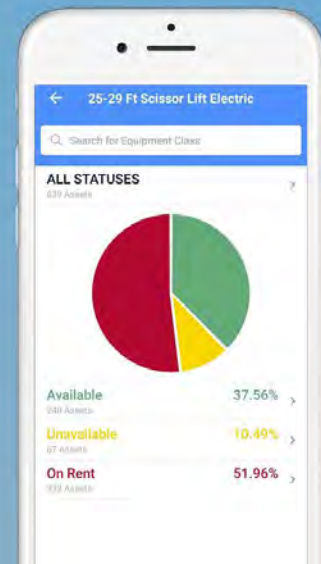 25-29 Ft Scissor Lift Electric
Search for Equipment Class
ALL STATUSES
639 Assets
Available 37.56%
240 Assets
Unavailable 10.49%
67 Assets
On Rent 51.96%
Assets